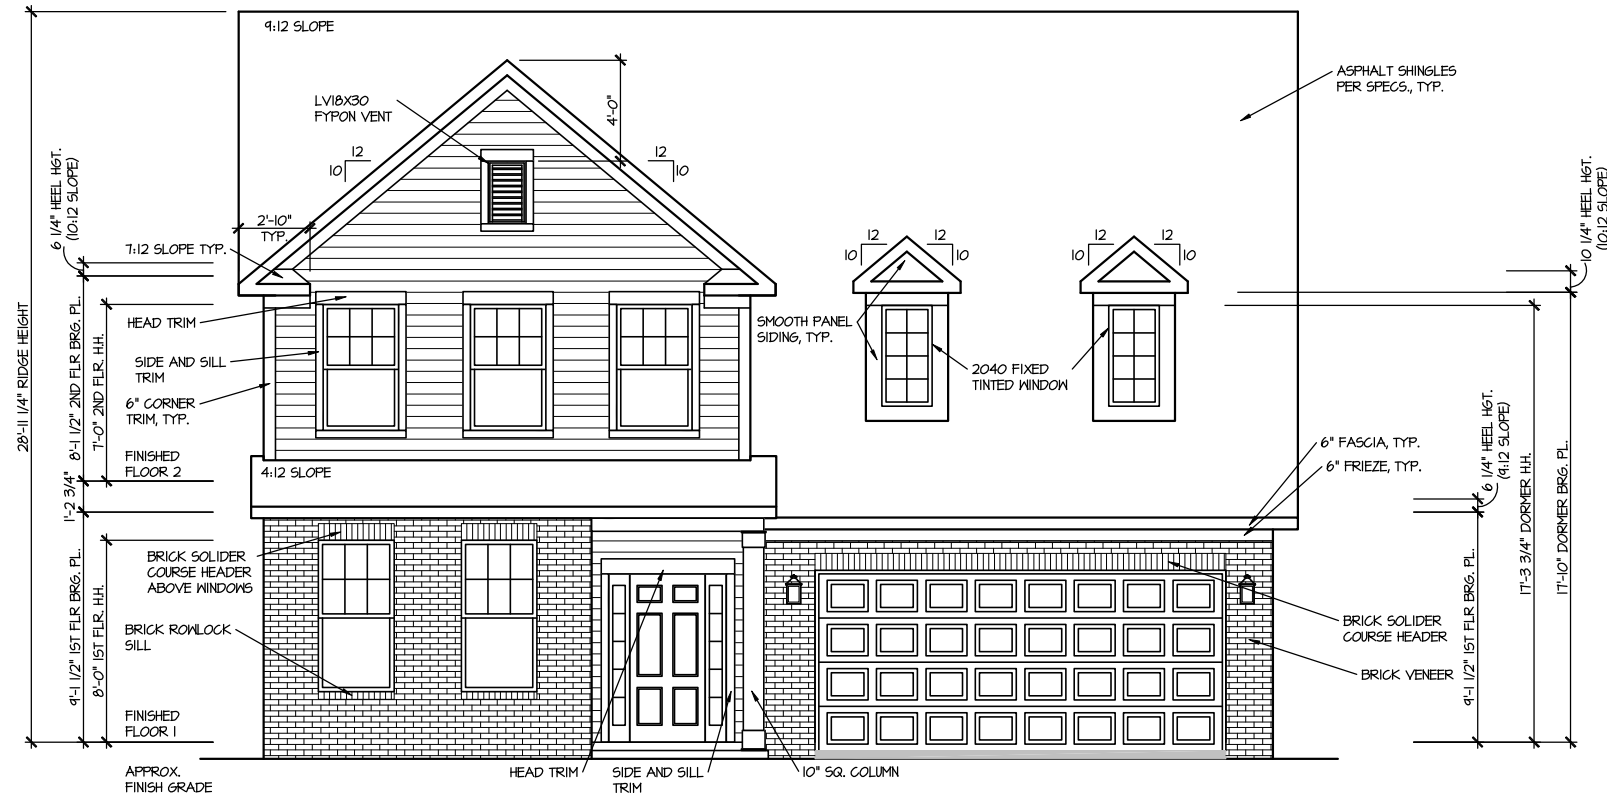 9:12 SLOPE
LV18X30
FYPON VENT
4'-0"
12
10
12
10
2'-10"
TYP.
7:12 SLOPE TYP.
6 1/4" HEEL HGT.
(10:12 SLOPE)
28'-11 1/4" RIDGE HEIGHT
8'-1 1/2" 2ND FLR BRG. PL.
7'-0" 2ND FLR. H.H.
HEAD TRIM
SIDE AND SILL
TRIM
6" CORNER
TRIM, TYP.
FINISHED
FLOOR 2
1'-2 3/4"
4:12 SLOPE
9'-1 1/2" 1ST FLR BRG. PL.
8'-0" 1ST FLR. H.H.
BRICK SOLIDER
COURSE HEADER
ABOVE WINDOWS
BRICK ROWLOCK
SILL
FINISHED
FLOOR 1
APPROX.
FINISH GRADE
HEAD TRIM
SIDE AND SILL
TRIM
10" SQ. COLUMN
ASPHALT SHINGLES
PER SPECS., TYP.
12
10
12
10
12
10
12
10
SMOOTH PANEL
SIDING, TYP.
2040 FIXED
TINTED WINDOW
6" FASCIA, TYP.
6" FRIEZE, TYP.
BRICK SOLIDER
COURSE HEADER
BRICK VENEER
6 1/4" HEEL HGT.
(9:12 SLOPE)
9'-1 1/2" 1ST FLR BRG. PL.
17'-3 3/4" DORMER H.H.
17'-10" DORMER BRG. PL.
10 1/4" HEEL HGT.
(10:12 SLOPE)